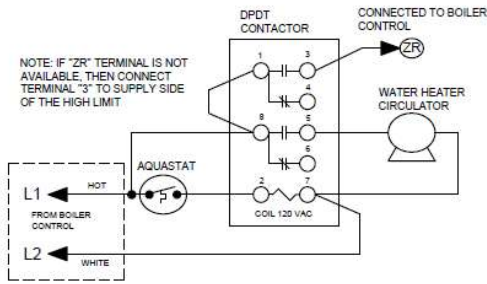 DPDT
CONTACTOR
CONNECTED TO BOILER
CONTROL
ZR
NOTE: IF "ZR" TERMINAL IS NOT
AVAILABLE, THEN CONNECT
TERMINAL "3" TO SUPPLY SIDE
OF THE HIGH LIMIT
1
3
4
WATER HEATER
CIRCULATOR
8
5
6
AQUASTAT
2
7
COIL 120 VAC
L1
HOT
FROM BOILER
CONTROL
L2
WHITE